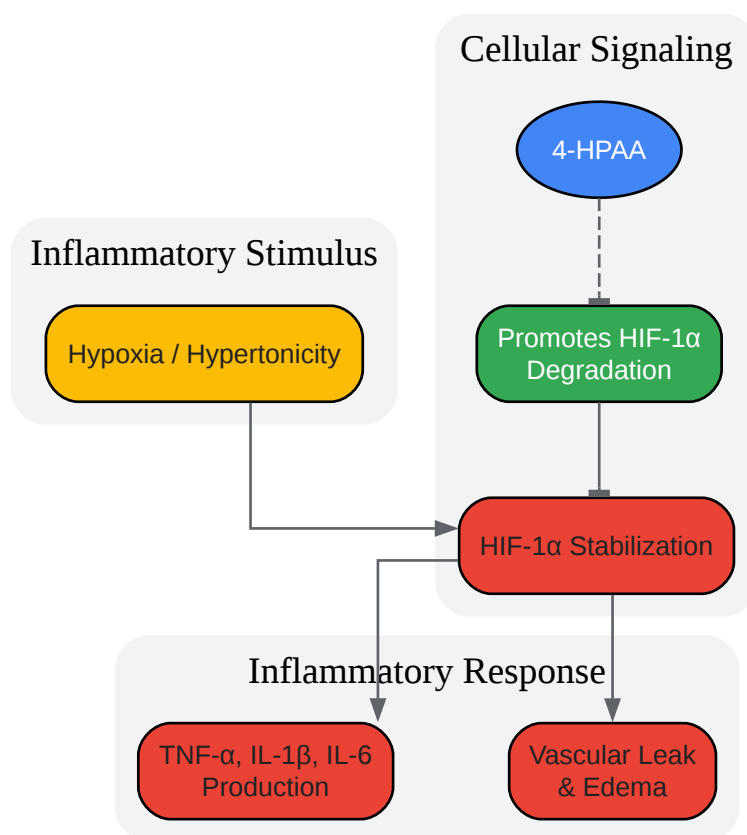 Cellular Signaling
4-HPAA
Inflammatory Stimulus
Hypoxia / Hypertonicity
Promotes HIF-1α
Degradation
HIF-1α Stabilization
Inflammatory Response
TNF-α, IL-1β, IL-6
Production
Vascular Leak
& Edema